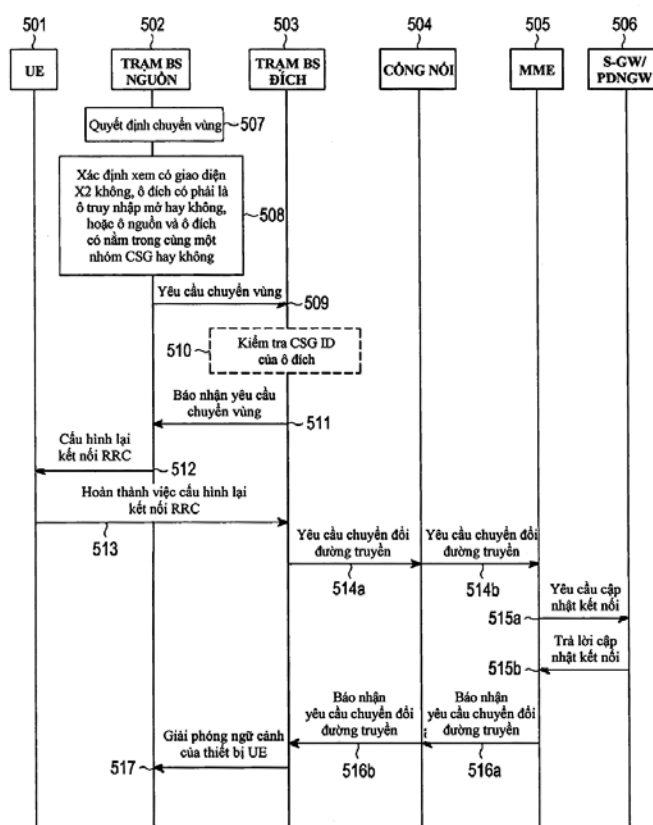 501
502
503
504
505
506
UE
TRẠM BS
NGUỒN
TRẠM BS
ĐÍCH
CỔNG NỐI
MME
S-GW/
PDNGW
Quyết định chuyển vùng
507
Xác định xem có giao diện
X2 không, ô đích có phải là
ô truy nhập mở hay không,
hoặc ô nguồn và ô đích
có nằm trong cùng một
nhóm CSG hay không
508
Yêu cầu chuyển vùng
509
510
Kiểm tra CSG ID
của ô đích
Báo nhận yêu cầu
chuyển vùng
511
Cấu hình lại
kết nối RRC
512
Hoàn thành việc cấu hình lại
kết nối RRC
513
Yêu cầu chuyển đổi
đường truyền
514a
Yêu cầu chuyển đổi
đường truyền
514b
Yêu cầu cập
nhật kết nối
515a
Trả lời cập
nhật kết nối
515b
Báo nhận
yêu cầu chuyển đổi
đường truyền
516b
Báo nhận
yêu cầu chuyển đổi
đường truyền
516a
Giải phóng ngữ cảnh
của thiết bị UE
517